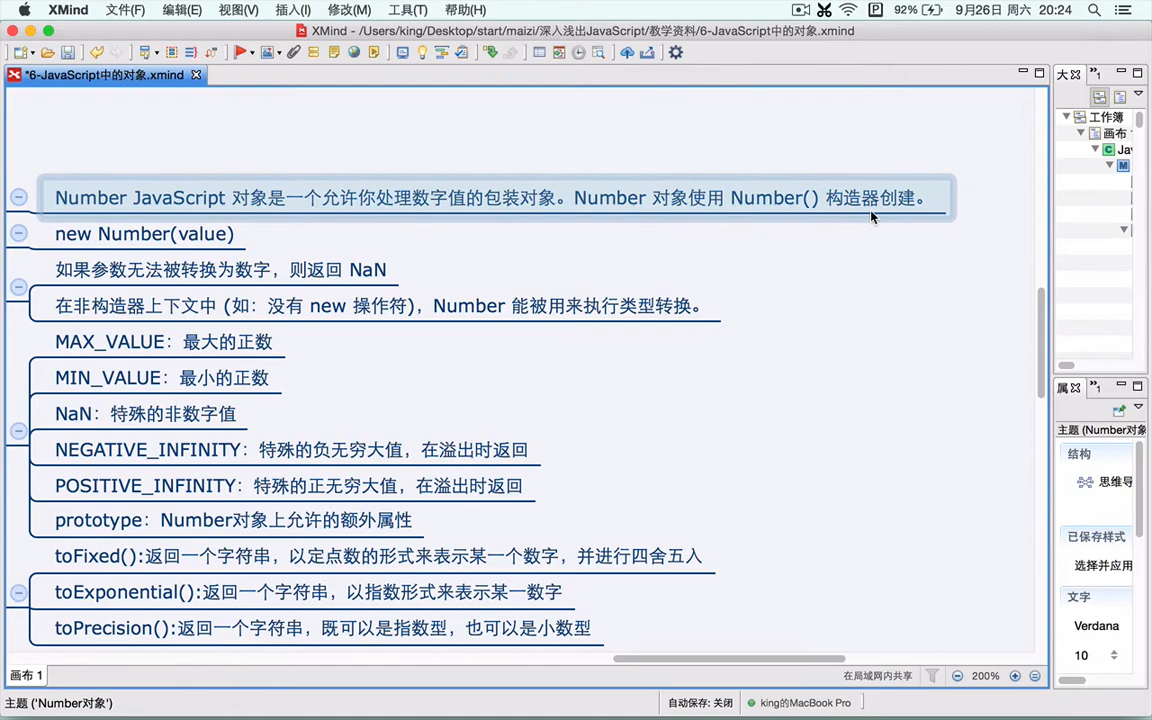 XMind 文件(F) 编辑(E) 视图(V) 插入(I) 修改(M) 工具(T) 帮助(H) 92% 9月26日 周六 20:24
XMind - /Users/king/Desktop/start/maizi/深入浅出JavaScript/教学资料/6-JavaScript中的对象.xmind
*6-JavaScript中的对象.xmind
大
工作簿
画布
Ja
Number JavaScript 对象是一个允许你处理数字值的包装对象。Number 对象使用 Number() 构造器创建。
new Number(value)
如果参数无法被转换为数字，则返回 NaN
在非构造器上下文中 (如：没有 new 操作符)，Number 能被用来执行类型转换。
MAX_VALUE：最大的正数
MIN_VALUE：最小的正数
NaN：特殊的非数字值
NEGATIVE_INFINITY：特殊的负无穷大值，在溢出时返回
POSITIVE_INFINITY：特殊的正无穷大值，在溢出时返回
prototype：Number对象上允许的额外属性
toFixed():返回一个字符串，以定点数的形式来表示某一个数字，并进行四舍五入
toExponential():返回一个字符串，以指数形式来表示某一数字
toPrecision():返回一个字符串，既可以是指数型，也可以是小数型
属
主题 (Number对象
结构
思维导
已保存样式
选择并应用
文字
Verdana
10
画布 1
在局域网内共享
200%
主题 ('Number对象')
自动保存: 关闭
king的MacBook Pro